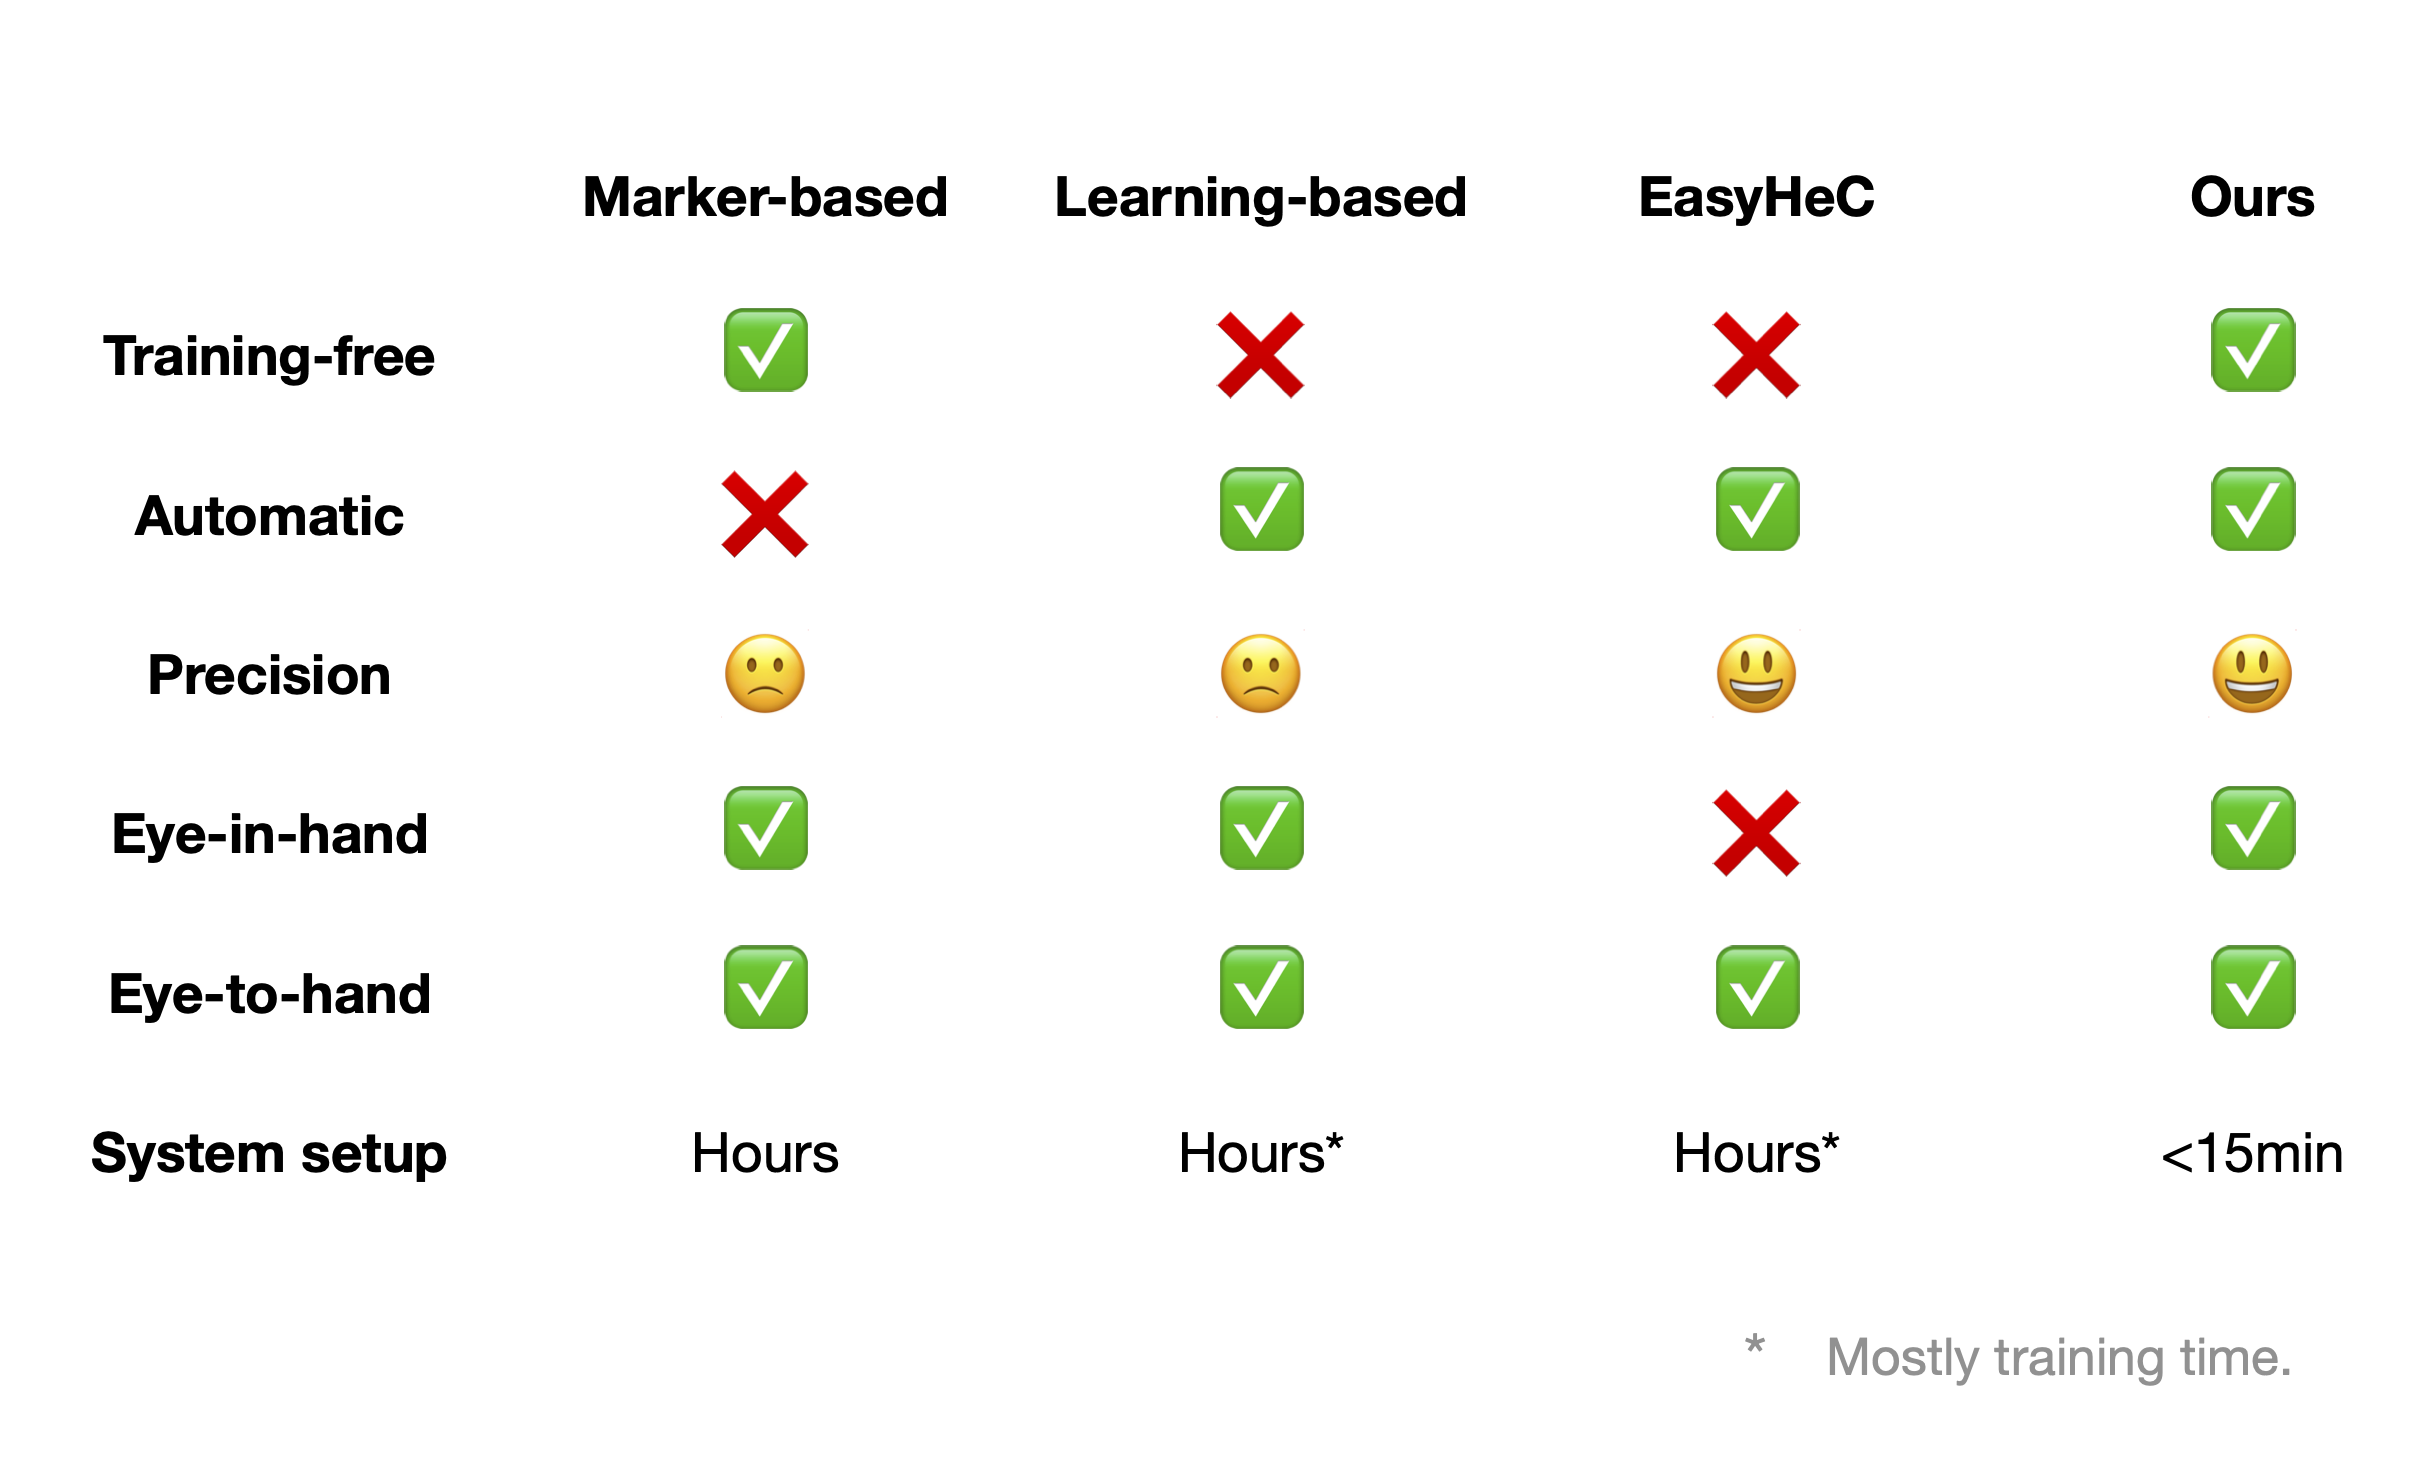 Marker-based Learning-based EasyHeC Ours
Training-free ✅ ❌ ❌ ✅
Automatic ❌ ✅ ✅ ✅
Precision 🙁 🙁 😃 😃
Eye-in-hand ✅ ✅ ❌ ✅
Eye-to-hand ✅ ✅ ✅ ✅
System setup Hours Hours* Hours* <15min
* Mostly training time.